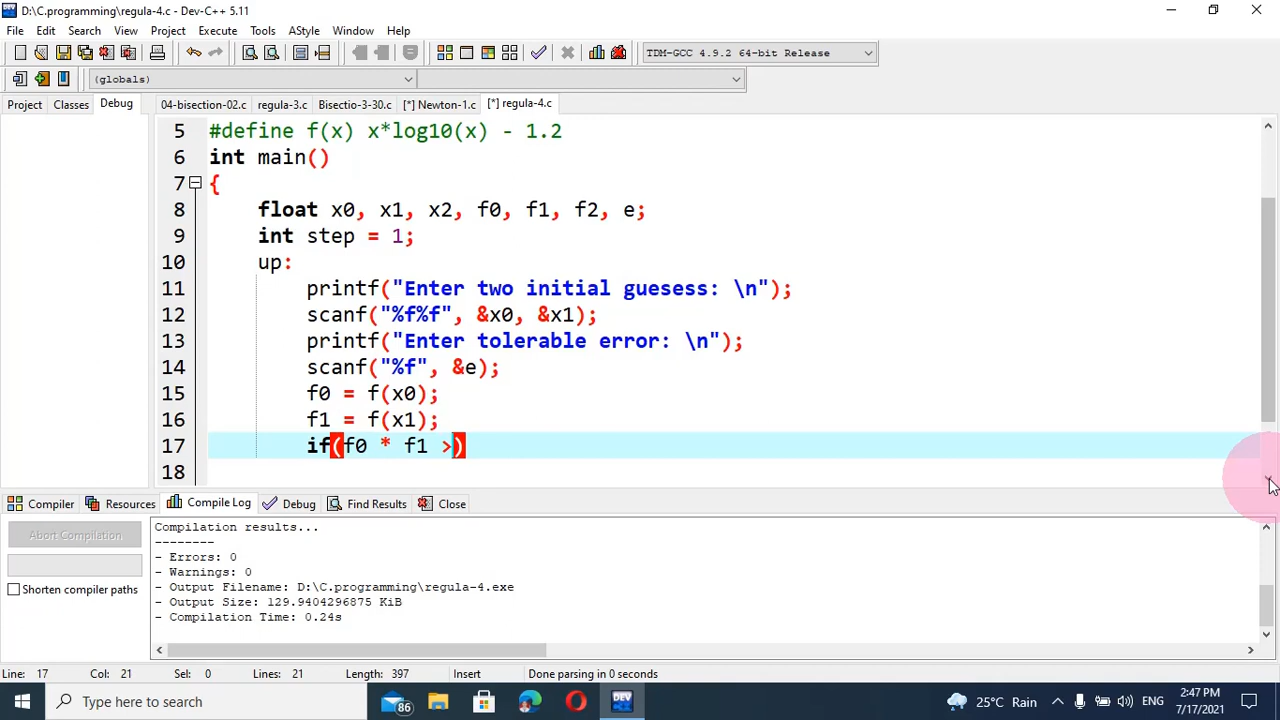 D:\C.programming\regula-4.c - Dev-C++ 5.11
File Edit Search View Project Execute Tools AStyle Window Help
TDM-GCC 4.9.2 64-bit Release
(globals)
Project Classes Debug 04-bisection-02.c regula-3.c Bisectio-3-30.c [*] Newton-1.c [*] regula-4.c
5 #define f(x) x*log10(x) - 1.2
6 int main()
7 {
8 float x0, x1, x2, f0, f1, f2, e;
9 int step = 1;
10 up:
11 printf("Enter two initial guesess: \n");
12 scanf("%f%f", &x0, &x1);
13 printf("Enter tolerable error: \n");
14 scanf("%f", &e);
15 f0 = f(x0);
16 f1 = f(x1);
17 if(f0 * f1 >)
18
Compiler Resources Compile Log Debug Find Results Close
Abort Compilation
Shorten compiler paths
Compilation results...
--------
- Errors: 0
- Warnings: 0
- Output Filename: D:\C.programming\regula-4.exe
- Output Size: 129.9404296875 KiB
- Compilation Time: 0.24s
Line: 17 Col: 21 Sel: 0 Lines: 21 Length: 397 Insert Done parsing in 0 seconds
Type here to search
86
DEV
25°C Rain
ENG
2:47 PM
7/17/2021